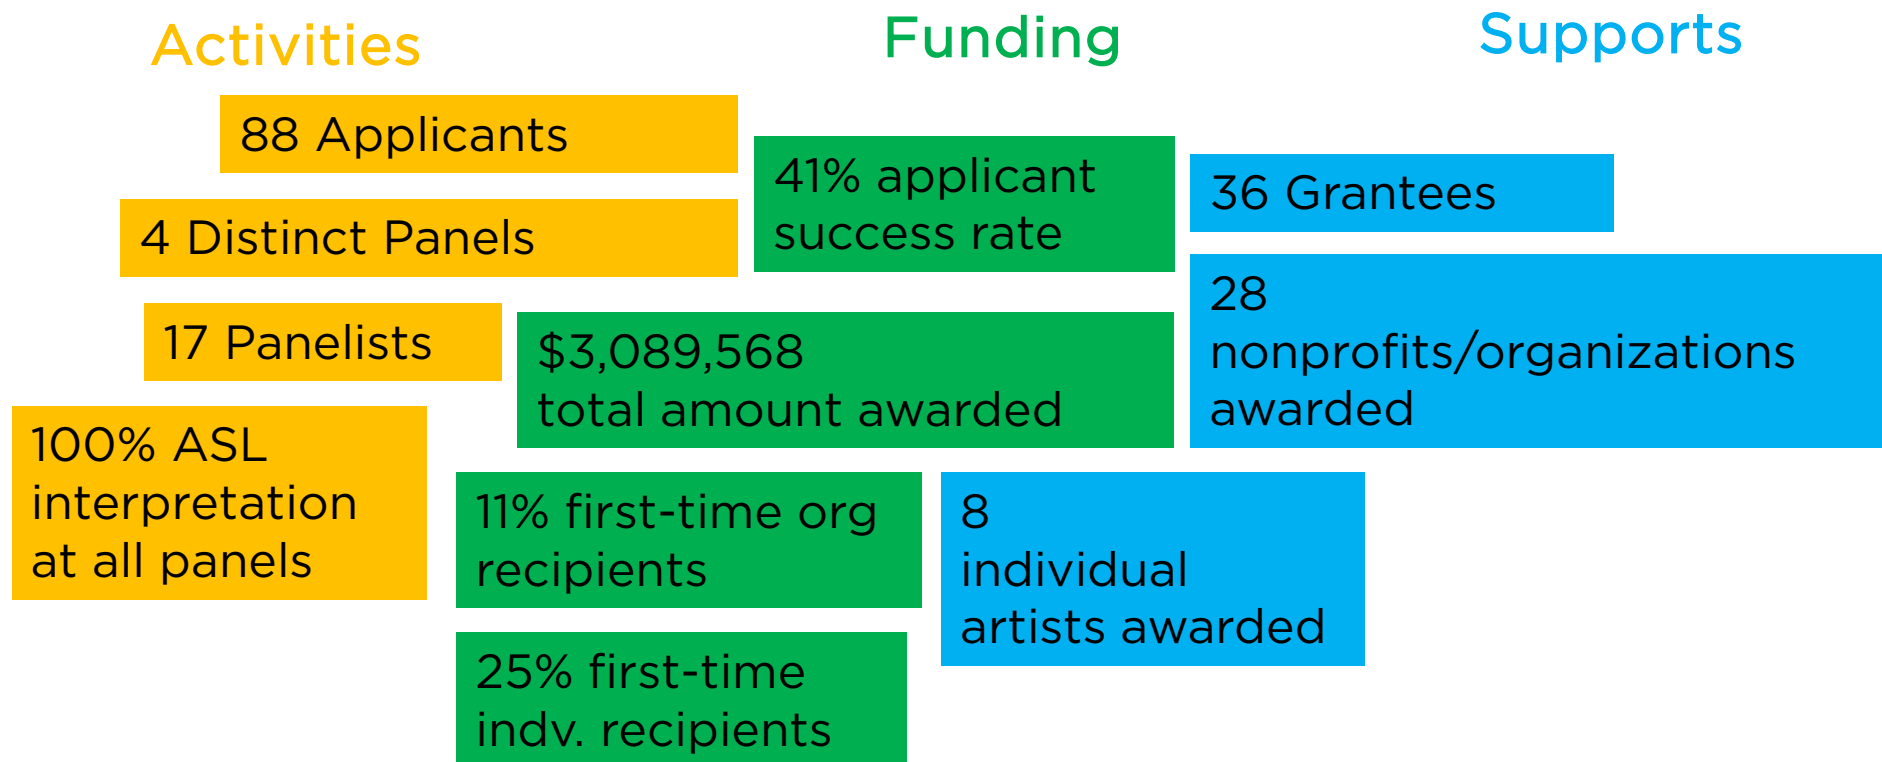 Activities
Funding
Supports
88 Applicants
4 Distinct Panels
17 Panelists
100% ASL
interpretation
at all panels
41% applicant
success rate
$3,089,568
total amount awarded
11% first-time org
recipients
25% first-time
indv. recipients
36 Grantees
28
nonprofits/organizations
awarded
8
individual
artists awarded